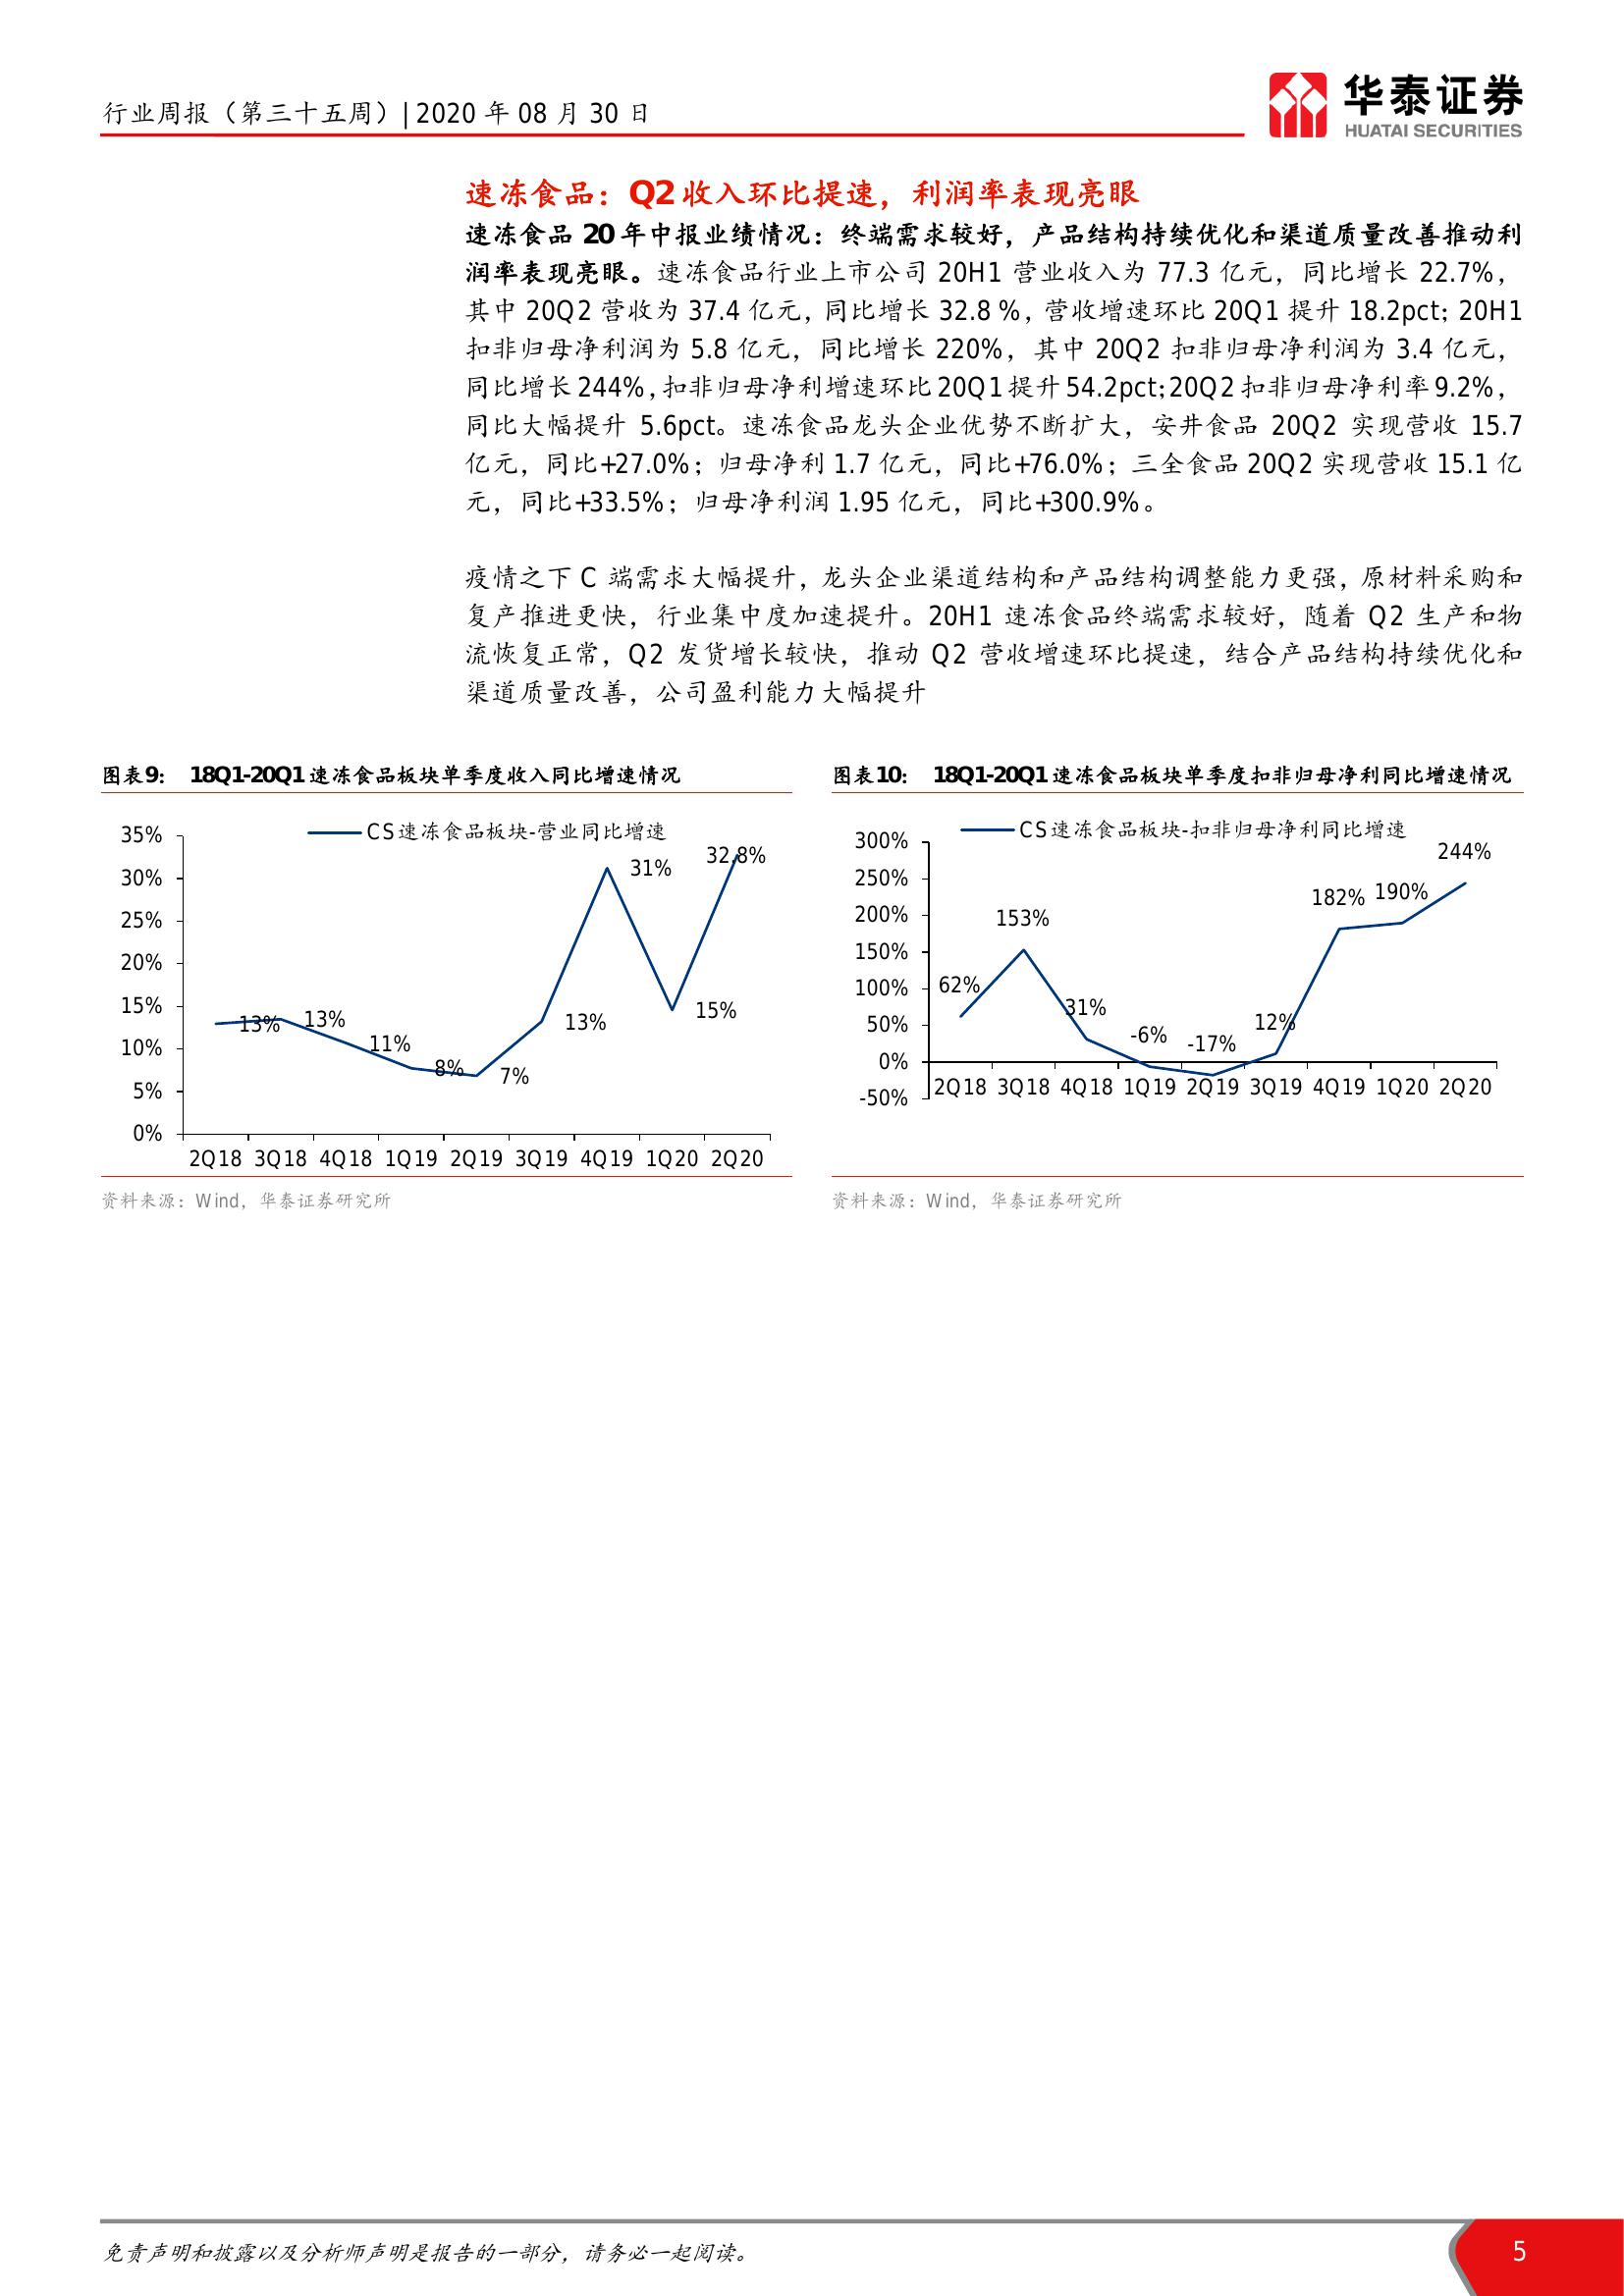 行业周报（第三十五周）| 2020 年 08 月 30 日
华泰证券
HUATAI SECURITIES
速冻食品：Q2 收入环比提速，利润率表现亮眼
速冻食品 20 年中报业绩情况：终端需求较好，产品结构持续优化和渠道质量改善推动利
润率表现亮眼。速冻食品行业上市公司 20H1 营业收入为 77.3 亿元，同比增长 22.7%，
其中 20Q2 营收为 37.4 亿元，同比增长 32.8 %，营收增速环比 20Q1 提升 18.2pct；20H1
扣非归母净利润为 5.8 亿元，同比增长 220%，其中 20Q2 扣非归母净利润为 3.4 亿元，
同比增长 244%，扣非归母净利增速环比 20Q1 提升 54.2pct；20Q2 扣非归母净利率 9.2%，
同比大幅提升 5.6pct。速冻食品龙头企业优势不断扩大，安井食品 20Q2 实现营收 15.7
亿元，同比+27.0%；归母净利 1.7 亿元，同比+76.0%；三全食品 20Q2 实现营收 15.1 亿
元，同比+33.5%；归母净利润 1.95 亿元，同比+300.9%。
疫情之下 C 端需求大幅提升，龙头企业渠道结构和产品结构调整能力更强，原材料采购和
复产推进更快，行业集中度加速提升。20H1 速冻食品终端需求较好，随着 Q2 生产和物
流恢复正常，Q2 发货增长较快，推动 Q2 营收增速环比提速，结合产品结构持续优化和
渠道质量改善，公司盈利能力大幅提升
图表9： 18Q1-20Q1 速冻食品板块单季度收入同比增速情况
CS速冻食品板块-营业同比增速
35%
30%
25%
20%
15%
10%
5%
0%
13%
13%
11%
8%
7%
13%
31%
15%
32.8%
2Q18 3Q18 4Q18 1Q19 2Q19 3Q19 4Q19 1Q20 2Q20
资料来源：Wind，华泰证券研究所
图表10： 18Q1-20Q1 速冻食品板块单季度扣非归母净利同比增速情况
CS速冻食品板块-扣非归母净利同比增速
300%
250%
200%
150%
100%
50%
0%
-50%
62%
153%
31%
-6%
-17%
12%
182%
190%
244%
2Q18 3Q18 4Q18 1Q19 2Q19 3Q19 4Q19 1Q20 2Q20
资料来源：Wind，华泰证券研究所
免责声明和披露以及分析师声明是报告的一部分，请务必一起阅读。
5